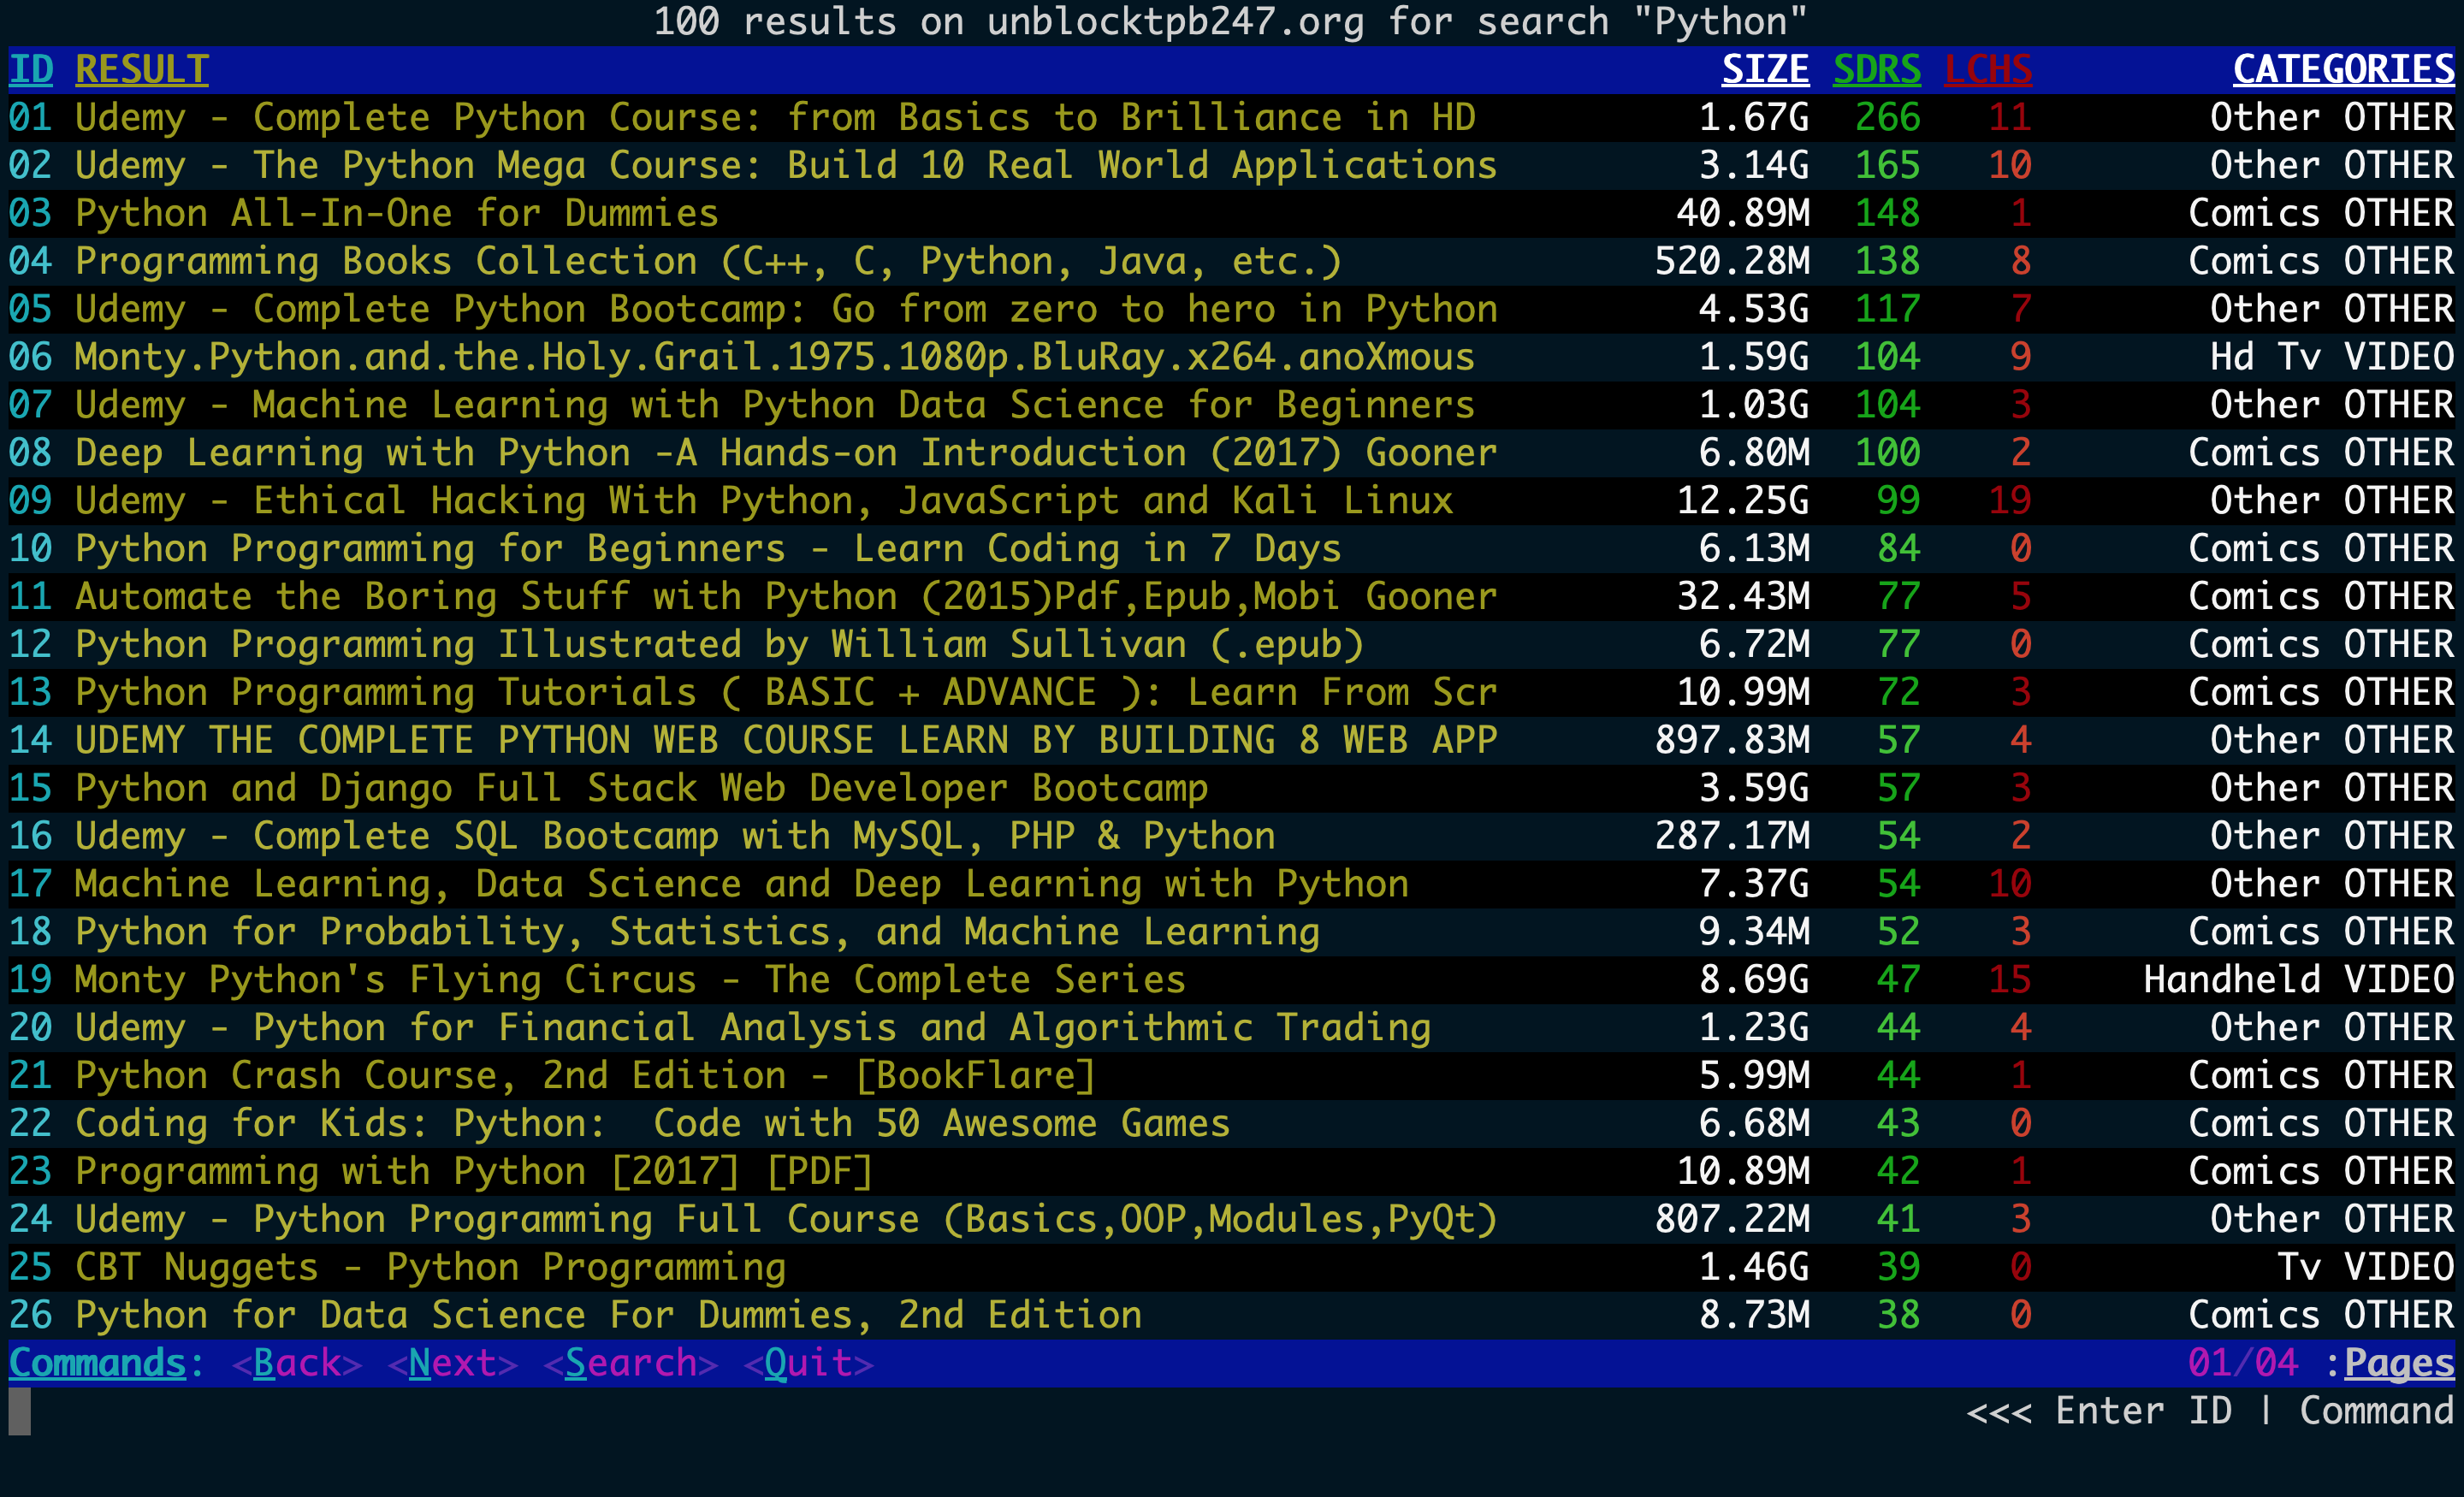 100 results on unblocktpb247.org for search "Python"
ID RESULT SIZE SDRS LCHS CATEGORIES
01 Udemy - Complete Python Course: from Basics to Brilliance in HD 1.67G 266 11 Other OTHER
02 Udemy - The Python Mega Course: Build 10 Real World Applications 3.14G 165 10 Other OTHER
03 Python All-In-One for Dummies 40.89M 148 1 Comics OTHER
04 Programming Books Collection (C++, C, Python, Java, etc.) 520.28M 138 8 Comics OTHER
05 Udemy - Complete Python Bootcamp: Go from zero to hero in Python 4.53G 117 7 Other OTHER
06 Monty.Python.and.the.Holy.Grail.1975.1080p.BluRay.x264.anoXmous 1.59G 104 9 Hd Tv VIDEO
07 Udemy - Machine Learning with Python Data Science for Beginners 1.03G 104 3 Other OTHER
08 Deep Learning with Python -A Hands-on Introduction (2017) Gooner 6.80M 100 2 Comics OTHER
09 Udemy - Ethical Hacking With Python, JavaScript and Kali Linux 12.25G 99 19 Other OTHER
10 Python Programming for Beginners - Learn Coding in 7 Days 6.13M 84 0 Comics OTHER
11 Automate the Boring Stuff with Python (2015)Pdf,Epub,Mobi Gooner 32.43M 77 5 Comics OTHER
12 Python Programming Illustrated by William Sullivan (.epub) 6.72M 77 0 Comics OTHER
13 Python Programming Tutorials ( BASIC + ADVANCE ): Learn From Scr 10.99M 72 3 Comics OTHER
14 UDEMY THE COMPLETE PYTHON WEB COURSE LEARN BY BUILDING 8 WEB APP 897.83M 57 4 Other OTHER
15 Python and Django Full Stack Web Developer Bootcamp 3.59G 57 3 Other OTHER
16 Udemy - Complete SQL Bootcamp with MySQL, PHP & Python 287.17M 54 2 Other OTHER
17 Machine Learning, Data Science and Deep Learning with Python 7.37G 54 10 Other OTHER
18 Python for Probability, Statistics, and Machine Learning 9.34M 52 3 Comics OTHER
19 Monty Python's Flying Circus - The Complete Series 8.69G 47 15 Handheld VIDEO
20 Udemy - Python for Financial Analysis and Algorithmic Trading 1.23G 44 4 Other OTHER
21 Python Crash Course, 2nd Edition - [BookFlare] 5.99M 44 1 Comics OTHER
22 Coding for Kids: Python:  Code with 50 Awesome Games 6.68M 43 0 Comics OTHER
23 Programming with Python [2017] [PDF] 10.89M 42 1 Comics OTHER
24 Udemy - Python Programming Full Course (Basics,OOP,Modules,PyQt) 807.22M 41 3 Other OTHER
25 CBT Nuggets - Python Programming 1.46G 39 0 Tv VIDEO
26 Python for Data Science For Dummies, 2nd Edition 8.73M 38 0 Comics OTHER
Commands: <Back> <Next> <Search> <Quit> 01/04 :Pages
<<< Enter ID | Command